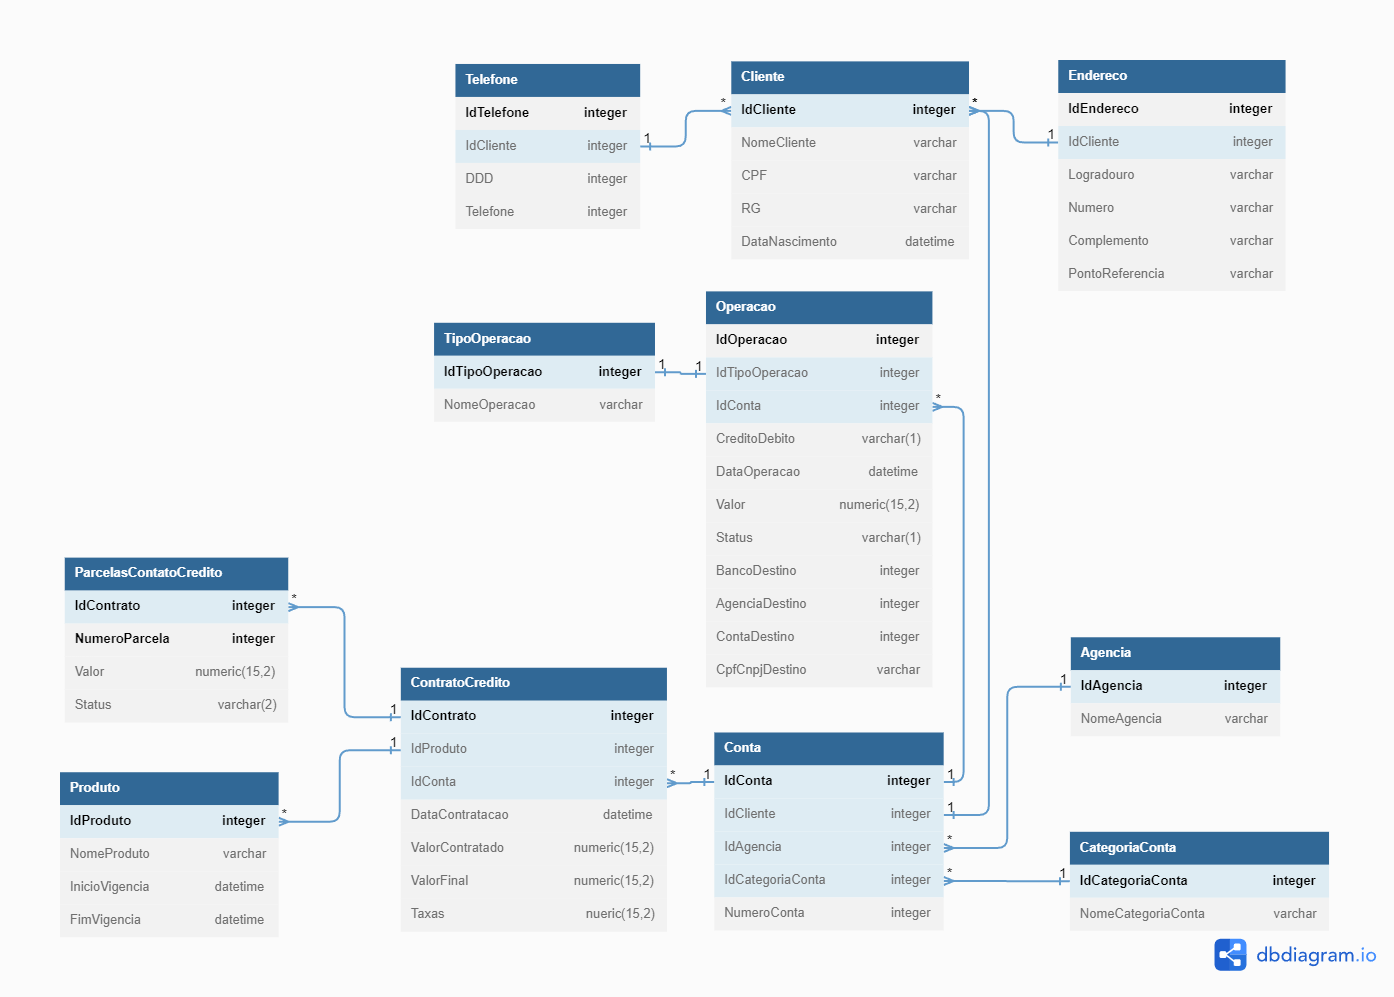 Telefone
IdTelefone integer
IdCliente integer 1
DDD integer
Telefone integer
Cliente
* IdCliente integer *
NomeCliente varchar
CPF varchar
RG varchar
DataNascimento datetime
Endereco
IdEndereco integer
1 IdCliente integer
Logradouro varchar
Numero varchar
Complemento varchar
PontoReferencia varchar
TipoOperacao
IdTipoOperacao integer 1
NomeOperacao varchar
Operacao
IdOperacao integer
1 IdTipoOperacao integer
IdConta integer *
CreditoDebito varchar(1)
DataOperacao datetime
Valor numeric(15,2)
Status varchar(1)
BancoDestino integer
AgenciaDestino integer
ContaDestino integer
CpfCnpjDestino varchar
ParcelasContatoCredito
IdContrato integer *
NumeroParcela integer
Valor numeric(15,2)
Status varchar(2)
Produto
IdProduto integer *
NomeProduto varchar
InicioVigencia datetime
FimVigencia datetime
ContratoCredito
1 IdContrato integer
1 IdProduto integer
IdConta integer *
DataContratacao datetime
ValorContratado numeric(15,2)
ValorFinal numeric(15,2)
Taxas nueric(15,2)
Conta
1 IdConta integer 1
IdCliente integer 1
IdAgencia integer *
IdCategoriaConta integer *
NumeroConta integer
Agencia
1 IdAgencia integer
NomeAgencia varchar
CategoriaConta
1 IdCategoriaConta integer
NomeCategoriaConta varchar
dbdiagram.io